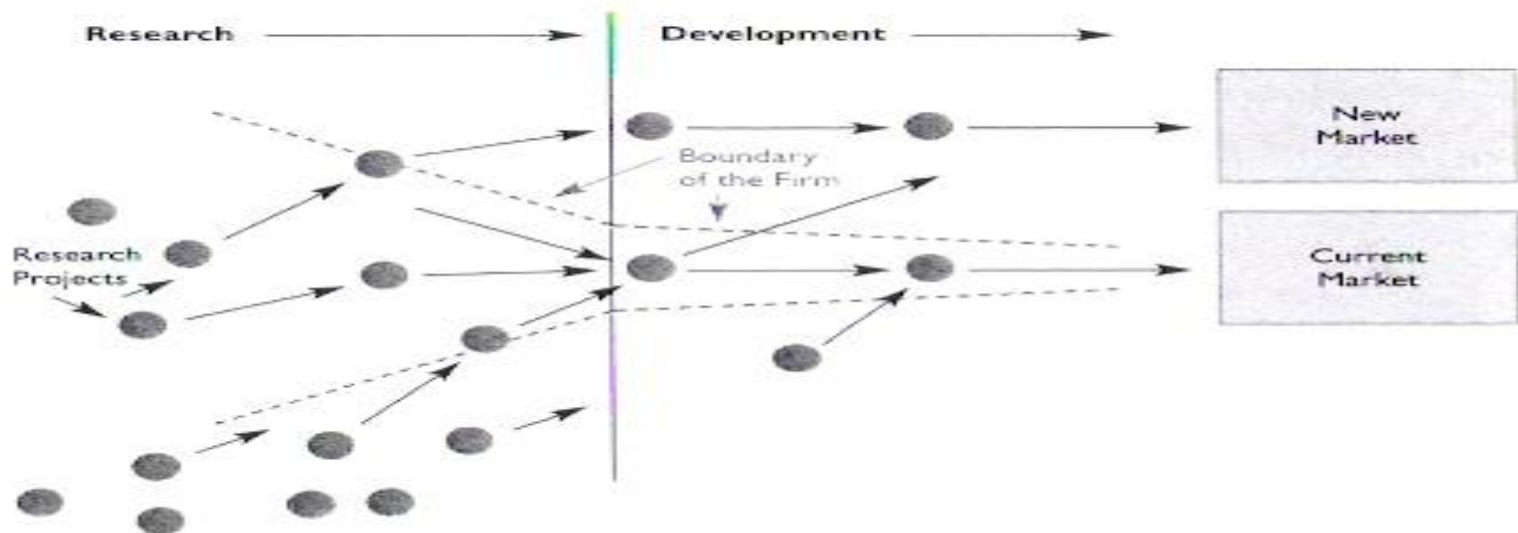 Research
Development
New
Market
Boundary
of the Firm
Research
Projects
Current
Market